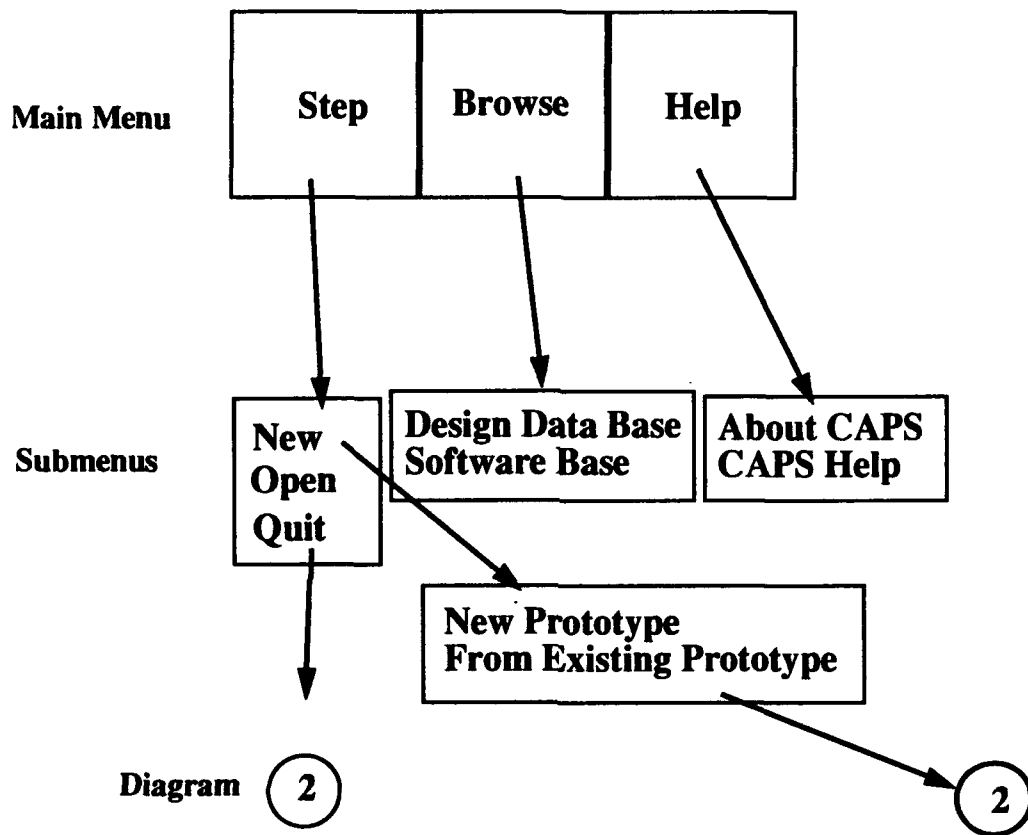 Main Menu
Step
Browse
Help
Submenus
New
Open
Quit
Design Data Base
Software Base
About CAPS
CAPS Help
New Prototype
From Existing Prototype
Diagram
2
2